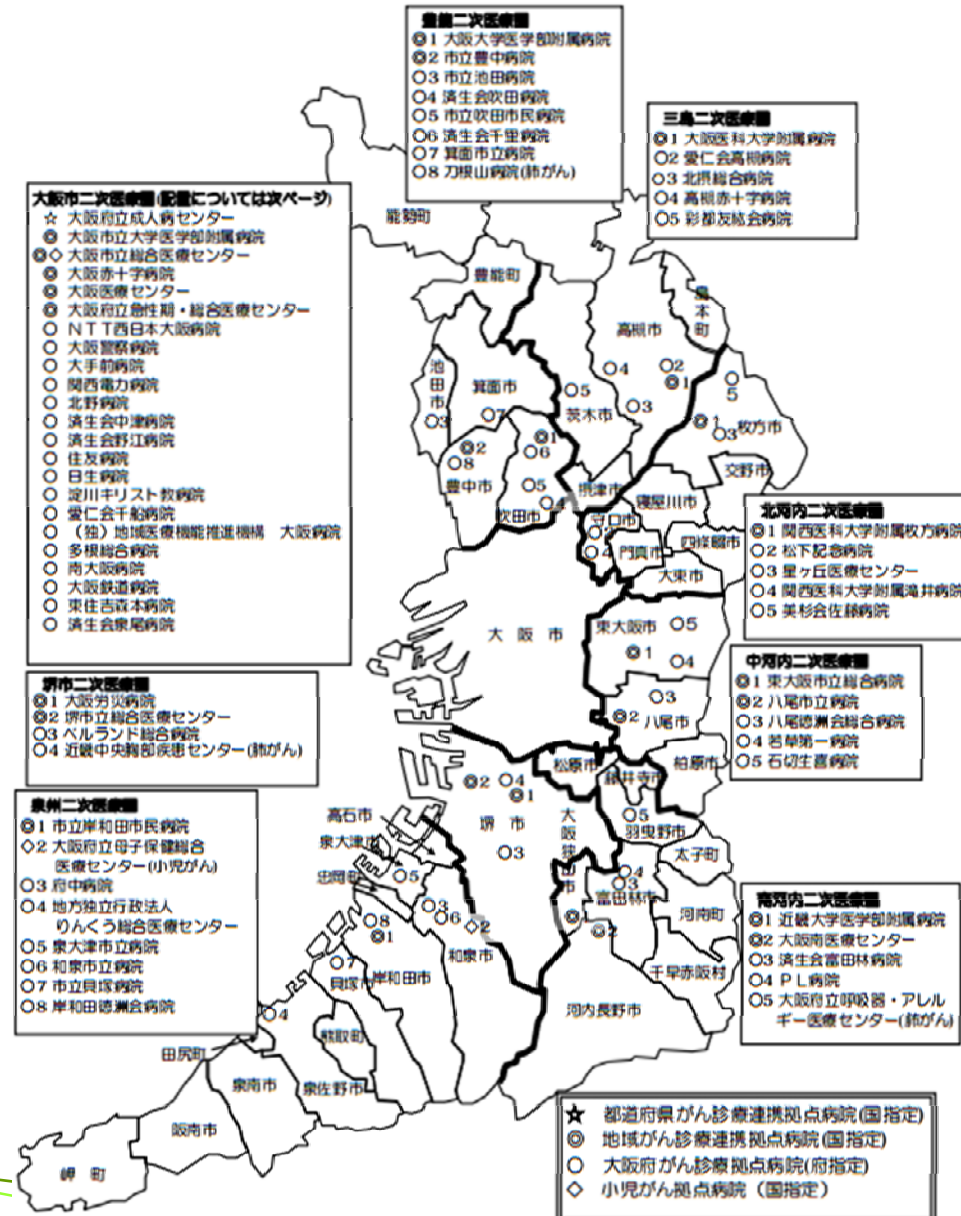 豊能二次医療圏
◎1 大阪大学医学部附属病院
◎2 市立豊中病院
○3 市立池田病院
○4 済生会吹田病院
○5 市立吹田市民病院
○6 済生会千里病院
○7 箕面市立病院
○8 刀根山病院(肺がん)
三島二次医療圏
◎1 大阪医科大学附属病院
○2 愛仁会高槻病院
○3 北摂総合病院
○4 高槻赤十字病院
○5 彩都友紘会病院
大阪市二次医療圏(配置については次ページ)
☆ 大阪府立成人病センター
◎ 大阪市立大学医学部附属病院
◎◇ 大阪市立総合医療センター
◎ 大阪赤十字病院
◎ 大阪医療センター
◎ 大阪府立急性期・総合医療センター
○ NTT西日本大阪病院
○ 大阪警察病院
○ 大手前病院
○ 関西電力病院
○ 北野病院
○ 済生会中津病院
○ 済生会野江病院
○ 住友病院
○ 日生病院
○ 淀川キリスト教病院
○ 愛仁会千船病院
○ (独)地域医療機能推進機構 大阪病院
○ 多根総合病院
○ 南大阪病院
○ 大阪鉄道病院
○ 東住吉森本病院
○ 済生会泉尾病院
能勢町
豊能町
島本町
高槻市
○4
○2
◎1
○3
池田市
○3
箕面市
○7
○5
茨木市
○5
◎1
○3
枚方市
交野市
◎2
○8
豊中市
◎1
○6
○5
○4
吹田市
摂津市
寝屋川市
守口市
○4
門真市
四條畷市
大東市
北河内二次医療圏
◎1 関西医科大学附属枚方病院
○2 松下記念病院
○3 星ヶ丘医療センター
○4 関西医科大学附属滝井病院
○5 美杉会佐藤病院
大阪市
東大阪市
○5
◎1
○4
○3
◎2
八尾市
柏原市
中河内二次医療圏
◎1 東大阪市立総合病院
◎2 八尾市立病院
○3 八尾徳洲会総合病院
○4 若草第一病院
○5 石切生喜病院
堺市二次医療圏
◎1 大阪労災病院
◎2 堺市立総合医療センター
○3 ベルランド総合病院
○4 近畿中央胸部疾患センター(肺がん)
松原市
藤井寺市
◎2
○4
◎1
堺市
○3
○5
羽曳野市
大阪狭山市
太子町
○4
○3
富田林市
◎1
◎2
河南町
千早赤阪村
河内長野市
泉州二次医療圏
◎1 市立岸和田市民病院
◇2 大阪府立母子保健総合
医療センター(小児がん)
○3 府中病院
○4 地方独立行政法人
りんくう総合医療センター
○5 泉大津市立病院
○6 和泉市立病院
○7 市立貝塚病院
○8 岸和田徳洲会病院
高石市
泉大津市
忠岡町
○5
○3
○6
◇2
和泉市
○8
◎1
岸和田市
○7
貝塚市
○4
熊取町
田尻町
泉佐野市
泉南市
阪南市
岬町
南河内二次医療圏
◎1 近畿大学医学部附属病院
◎2 大阪南医療センター
○3 済生会富田林病院
○4 PL病院
○5 大阪府立呼吸器・アレル
ギー医療センター(肺がん)
☆ 都道府県がん診療連携拠点病院(国指定)
◎ 地域がん診療連携拠点病院(国指定)
○ 大阪府がん診療拠点病院(府指定)
◇ 小児がん拠点病院 (国指定)